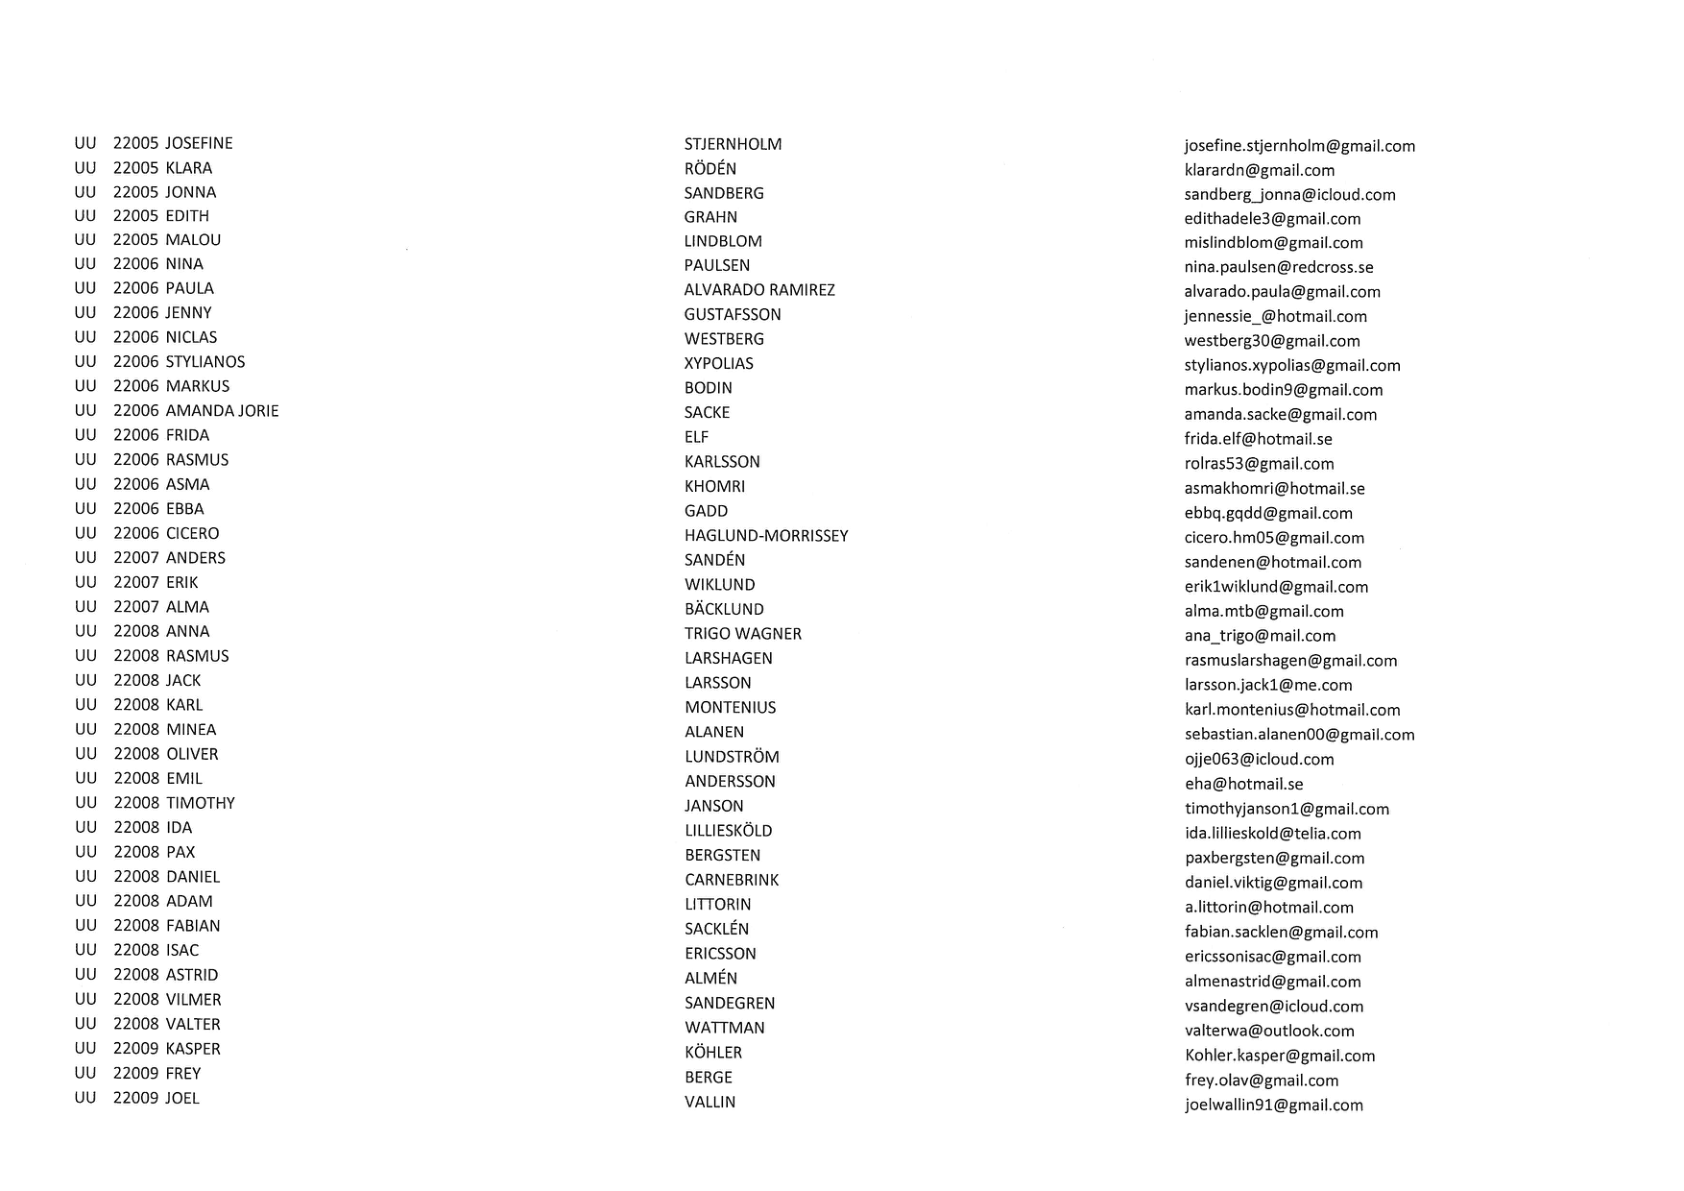 UU 22005 JOSEFINE STJERNHOLM josefine.stjernholm@gmail.com
UU 22005 KLARA RÖDÉN klarardn@gmail.com
UU 22005 JONNA SANDBERG sandberg_jonna@icloud.com
UU 22005 EDITH GRAHN edithadele3@gmail.com
UU 22005 MALOU LINDBLOM mislindblom@gmail.com
UU 22006 NINA PAULSEN nina.paulsen@redcross.se
UU 22006 PAULA ALVARADO RAMIREZ alvarado.paula@gmail.com
UU 22006 JENNY GUSTAFSSON jennessie_@hotmail.com
UU 22006 NICLAS WESTBERG westberg30@gmail.com
UU 22006 STYLIANOS XYPOLIAS stylianos.xypolias@gmail.com
UU 22006 MARKUS BODIN markus.bodin9@gmail.com
UU 22006 AMANDA JORIE SACKE amanda.sacke@gmail.com
UU 22006 FRIDA ELF frida.elf@hotmail.se
UU 22006 RASMUS KARLSSON rolras53@gmail.com
UU 22006 ASMA KHOMRI asmakhomri@hotmail.se
UU 22006 EBBA GADD ebbq.gqdd@gmail.com
UU 22006 CICERO HAGLUND-MORRISSEY cicero.hm05@gmail.com
UU 22007 ANDERS SANDÉN sandenen@hotmail.com
UU 22007 ERIK WIKLUND erik1wiklund@gmail.com
UU 22007 ALMA BÄCKLUND alma.mtb@gmail.com
UU 22008 ANNA TRIGO WAGNER ana_trigo@mail.com
UU 22008 RASMUS LARSHAGEN rasmuslarshagen@gmail.com
UU 22008 JACK LARSSON larsson.jack1@me.com
UU 22008 KARL MONTENIUS karl.montenius@hotmail.com
UU 22008 MINEA ALANEN sebastian.alanen00@gmail.com
UU 22008 OLIVER LUNDSTRÖM ojje063@icloud.com
UU 22008 EMIL ANDERSSON eha@hotmail.se
UU 22008 TIMOTHY JANSON timothyjanson1@gmail.com
UU 22008 IDA LILLIESKÖLD ida.lillieskold@telia.com
UU 22008 PAX BERGSTEN paxbergsten@gmail.com
UU 22008 DANIEL CARNEBRINK daniel.viktig@gmail.com
UU 22008 ADAM LITTORIN a.littorin@hotmail.com
UU 22008 FABIAN SACKLÉN fabian.sacklen@gmail.com
UU 22008 ISAC ERICSSON ericssonisac@gmail.com
UU 22008 ASTRID ALMÉN almenastrid@gmail.com
UU 22008 VILMER SANDEGREN vsandegren@icloud.com
UU 22008 VALTER WATTMAN valterwa@outlook.com
UU 22009 KASPER KÖHLER Kohler.kasper@gmail.com
UU 22009 FREY BERGE frey.olav@gmail.com
UU 22009 JOEL VALLIN joelwallin91@gmail.com